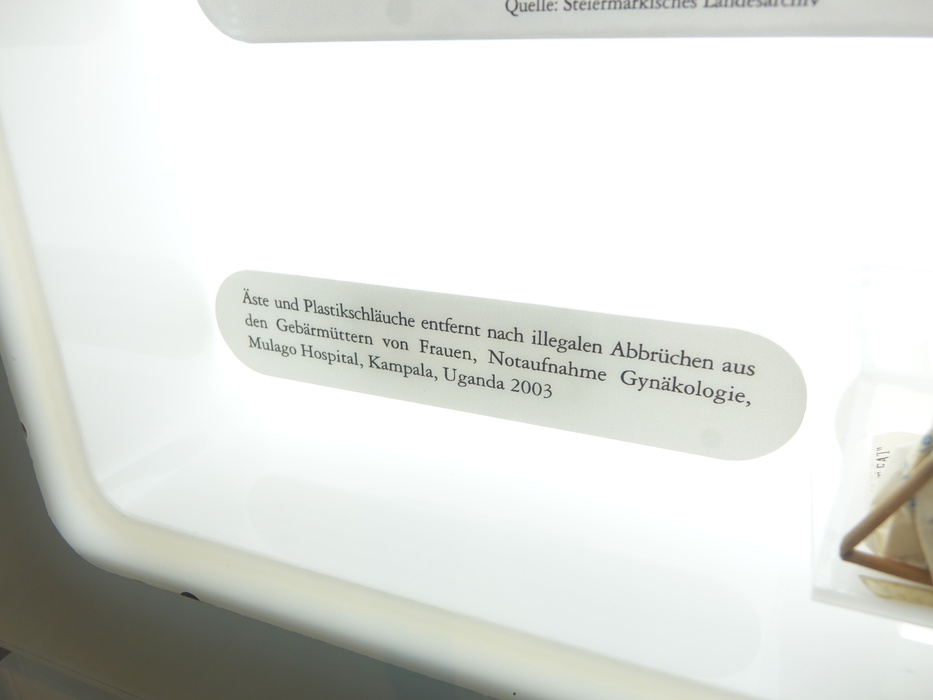 Quelle: Steiermärkisches Landesarchiv
Äste und Plastikschläuche entfernt nach illegalen Abbrüchen aus
den Gebärmüttern von Frauen, Notaufnahme Gynäkologie,
Mulago Hospital, Kampala, Uganda 2003